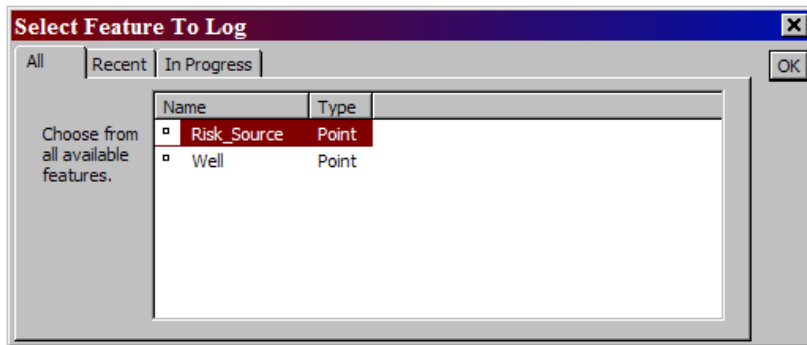 Select Feature To Log
All Recent In Progress
OK
Name Type
Choose from
all available
features.
Risk_Source Point
Well Point